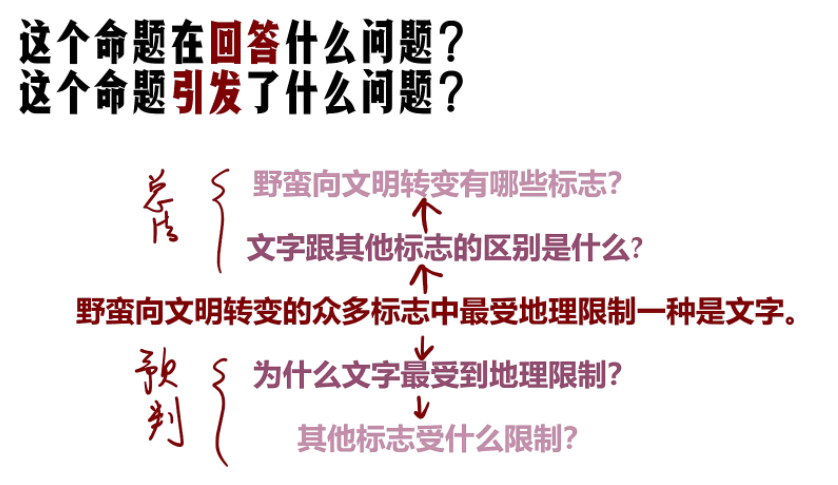 这个命题在回答什么问题？
这个命题引发了什么问题？
野蛮向文明转变有哪些标志？
总结
文字跟其他标志的区别是什么？
野蛮向文明转变的众多标志中最受地理限制一种是文字。
预判
为什么文字最受到地理限制？
其他标志受什么限制？